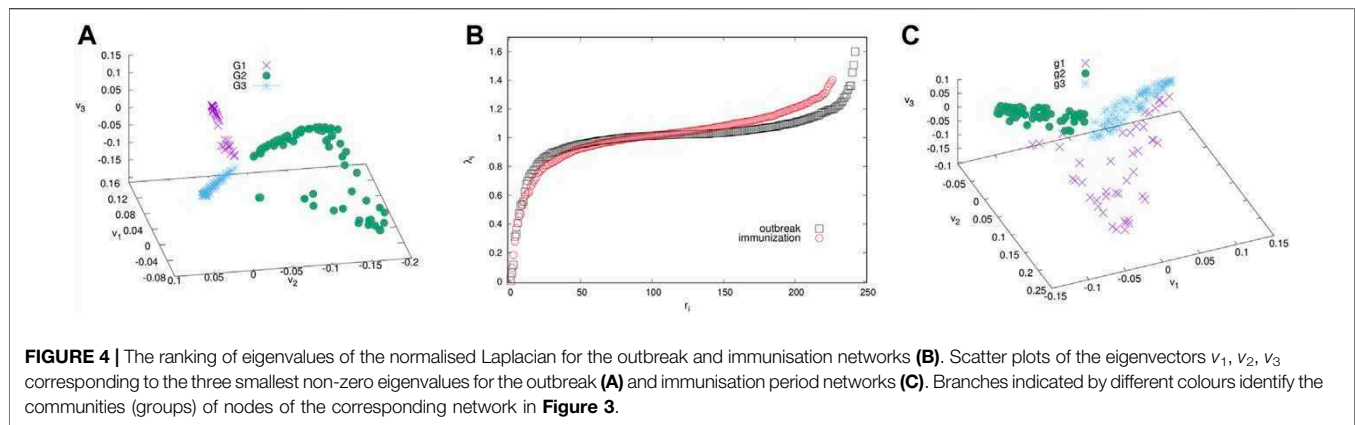 A
0.15
0.1
0.05
v3
0
-0.05
-0.1
-0.15
0.16
0.12
0.08
v1
0.04
0
-0.04
-0.08
0.1
0.05
0
-0.05
v2
-0.1
-0.15
-0.2
G1
G2
G3
B
1.6
1.4
1.2
1.0
λi
0.8
0.6
0.4
0.2
0
0
50
100
150
200
250
ri
outbreak
immunization
C
0.1
0.05
v3
0
-0.05
-0.1
-0.15
-0.1
-0.05
v2
0
0.05
0.1
0.15
0.2
0.25
-0.15
-0.1
-0.05
0
v1
0.05
0.1
0.15
g1
g2
g3
FIGURE 4 | The ranking of eigenvalues of the normalised Laplacian for the outbreak and immunisation networks (B). Scatter plots of the eigenvectors v1, v2, v3
corresponding to the three smallest non-zero eigenvalues for the outbreak (A) and immunisation period networks (C). Branches indicated by different colours identify the
communities (groups) of nodes of the corresponding network in Figure 3.